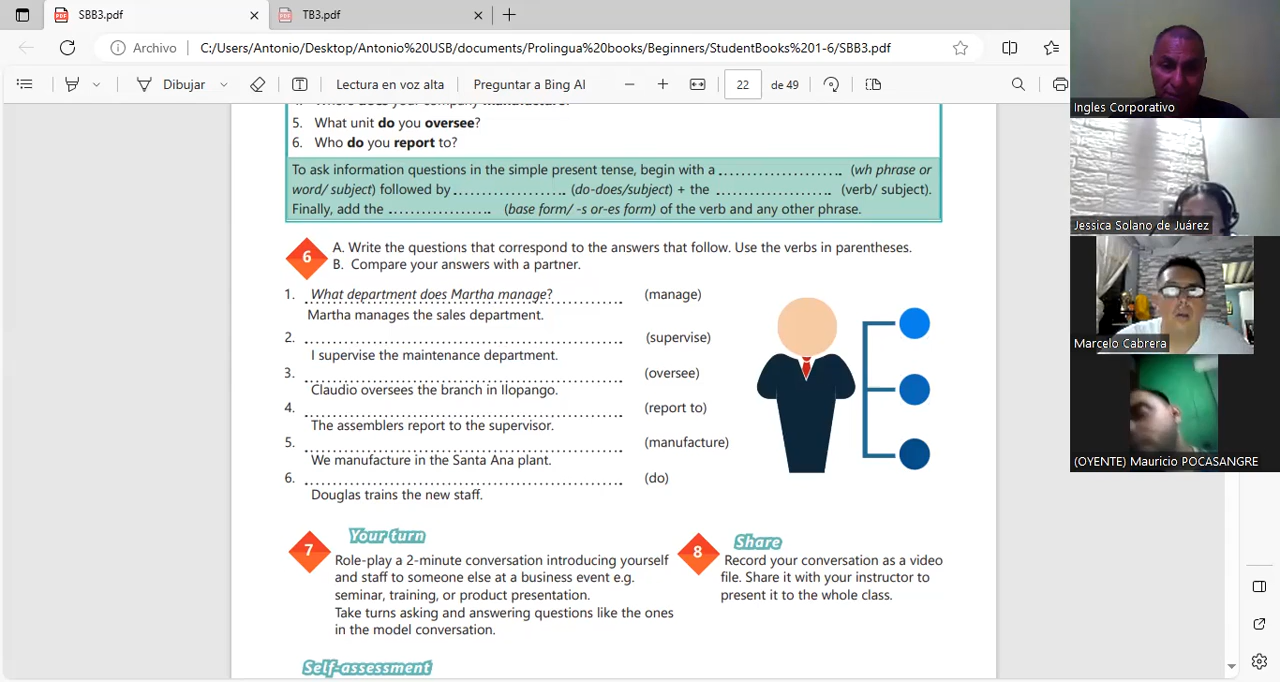 SBB3.pdf
TB3.pdf
Archivo
C:/Users/Antonio/Desktop/Antonio%20USB/documents/Prolingua%20books/Beginners/StudentBooks%201-6/SBB3.pdf
Dibujar
Lectura en voz alta
Preguntar a Bing AI
22
de 49
4. Where does your company manufacture?
5. What unit do you oversee?
6. Who do you report to?
To ask information questions in the simple present tense, begin with a .................... (wh phrase or
word/ subject) followed by .................... (do-does/subject) + the .................... (verb/ subject).
Finally, add the .................. (base form/ -s or-es form) of the verb and any other phrase.
6
A. Write the questions that correspond to the answers that follow. Use the verbs in parentheses.
B. Compare your answers with a partner.
1. What department does Martha manage? (manage)
Martha manages the sales department.
2. (supervise)
I supervise the maintenance department.
3. (oversee)
Claudio oversees the branch in Ilopango.
4. (report to)
The assemblers report to the supervisor.
5. (manufacture)
We manufacture in the Santa Ana plant.
6. (do)
Douglas trains the new staff.
7
Your turn
Role-play a 2-minute conversation introducing yourself
and staff to someone else at a business event e.g.
seminar, training, or product presentation.
Take turns asking and answering questions like the ones
in the model conversation.
8
Share
Record your conversation as a video
file. Share it with your instructor to
present it to the whole class.
Self-assessment
Ingles Corporativo
Jessica Solano de Juárez
Marcelo Cabrera
(OYENTE) Mauricio POCASANGRE